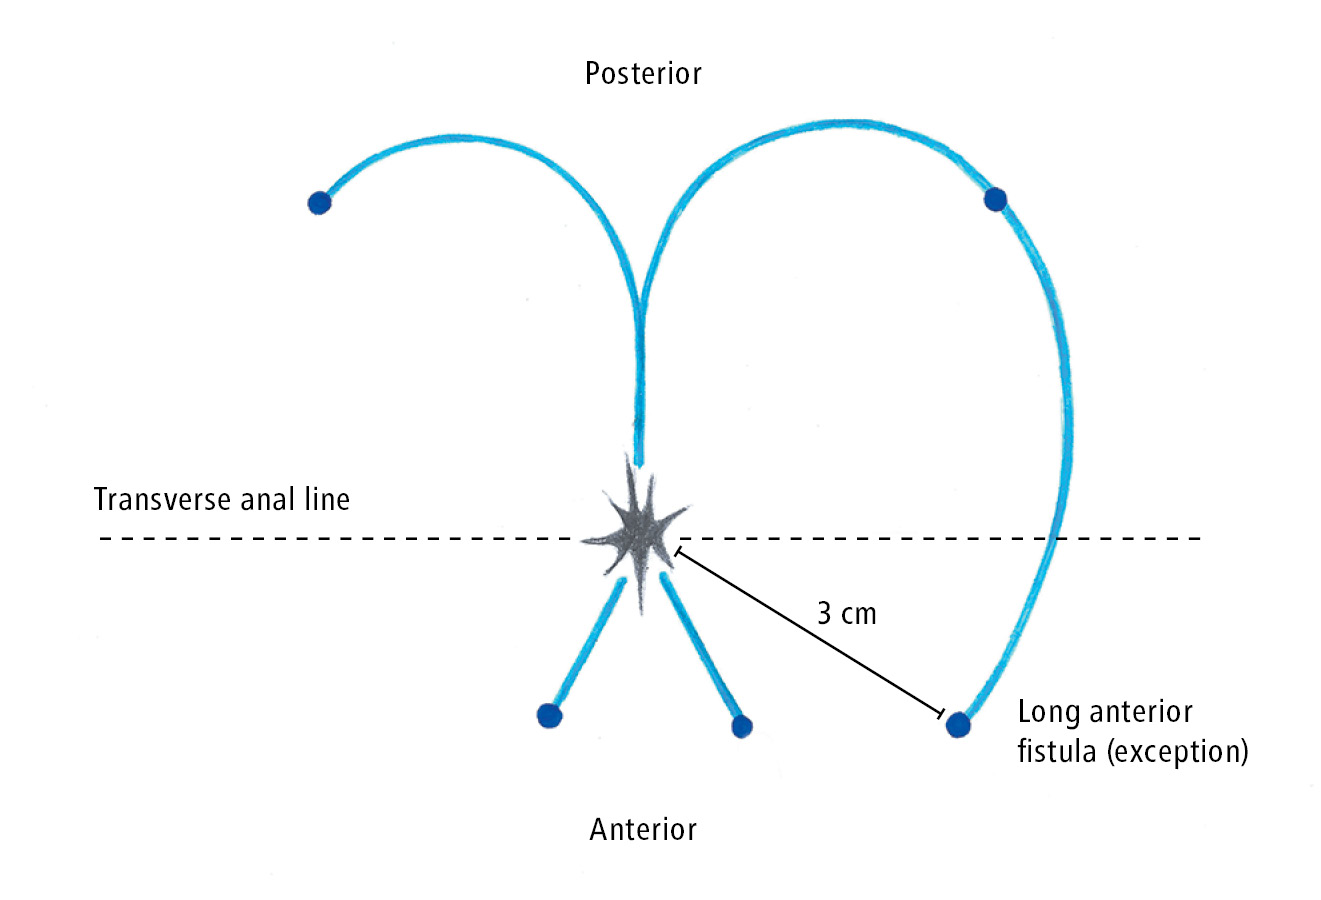 Posterior
Transverse anal line
3 cm
Long anterior
fistula (exception)
Anterior